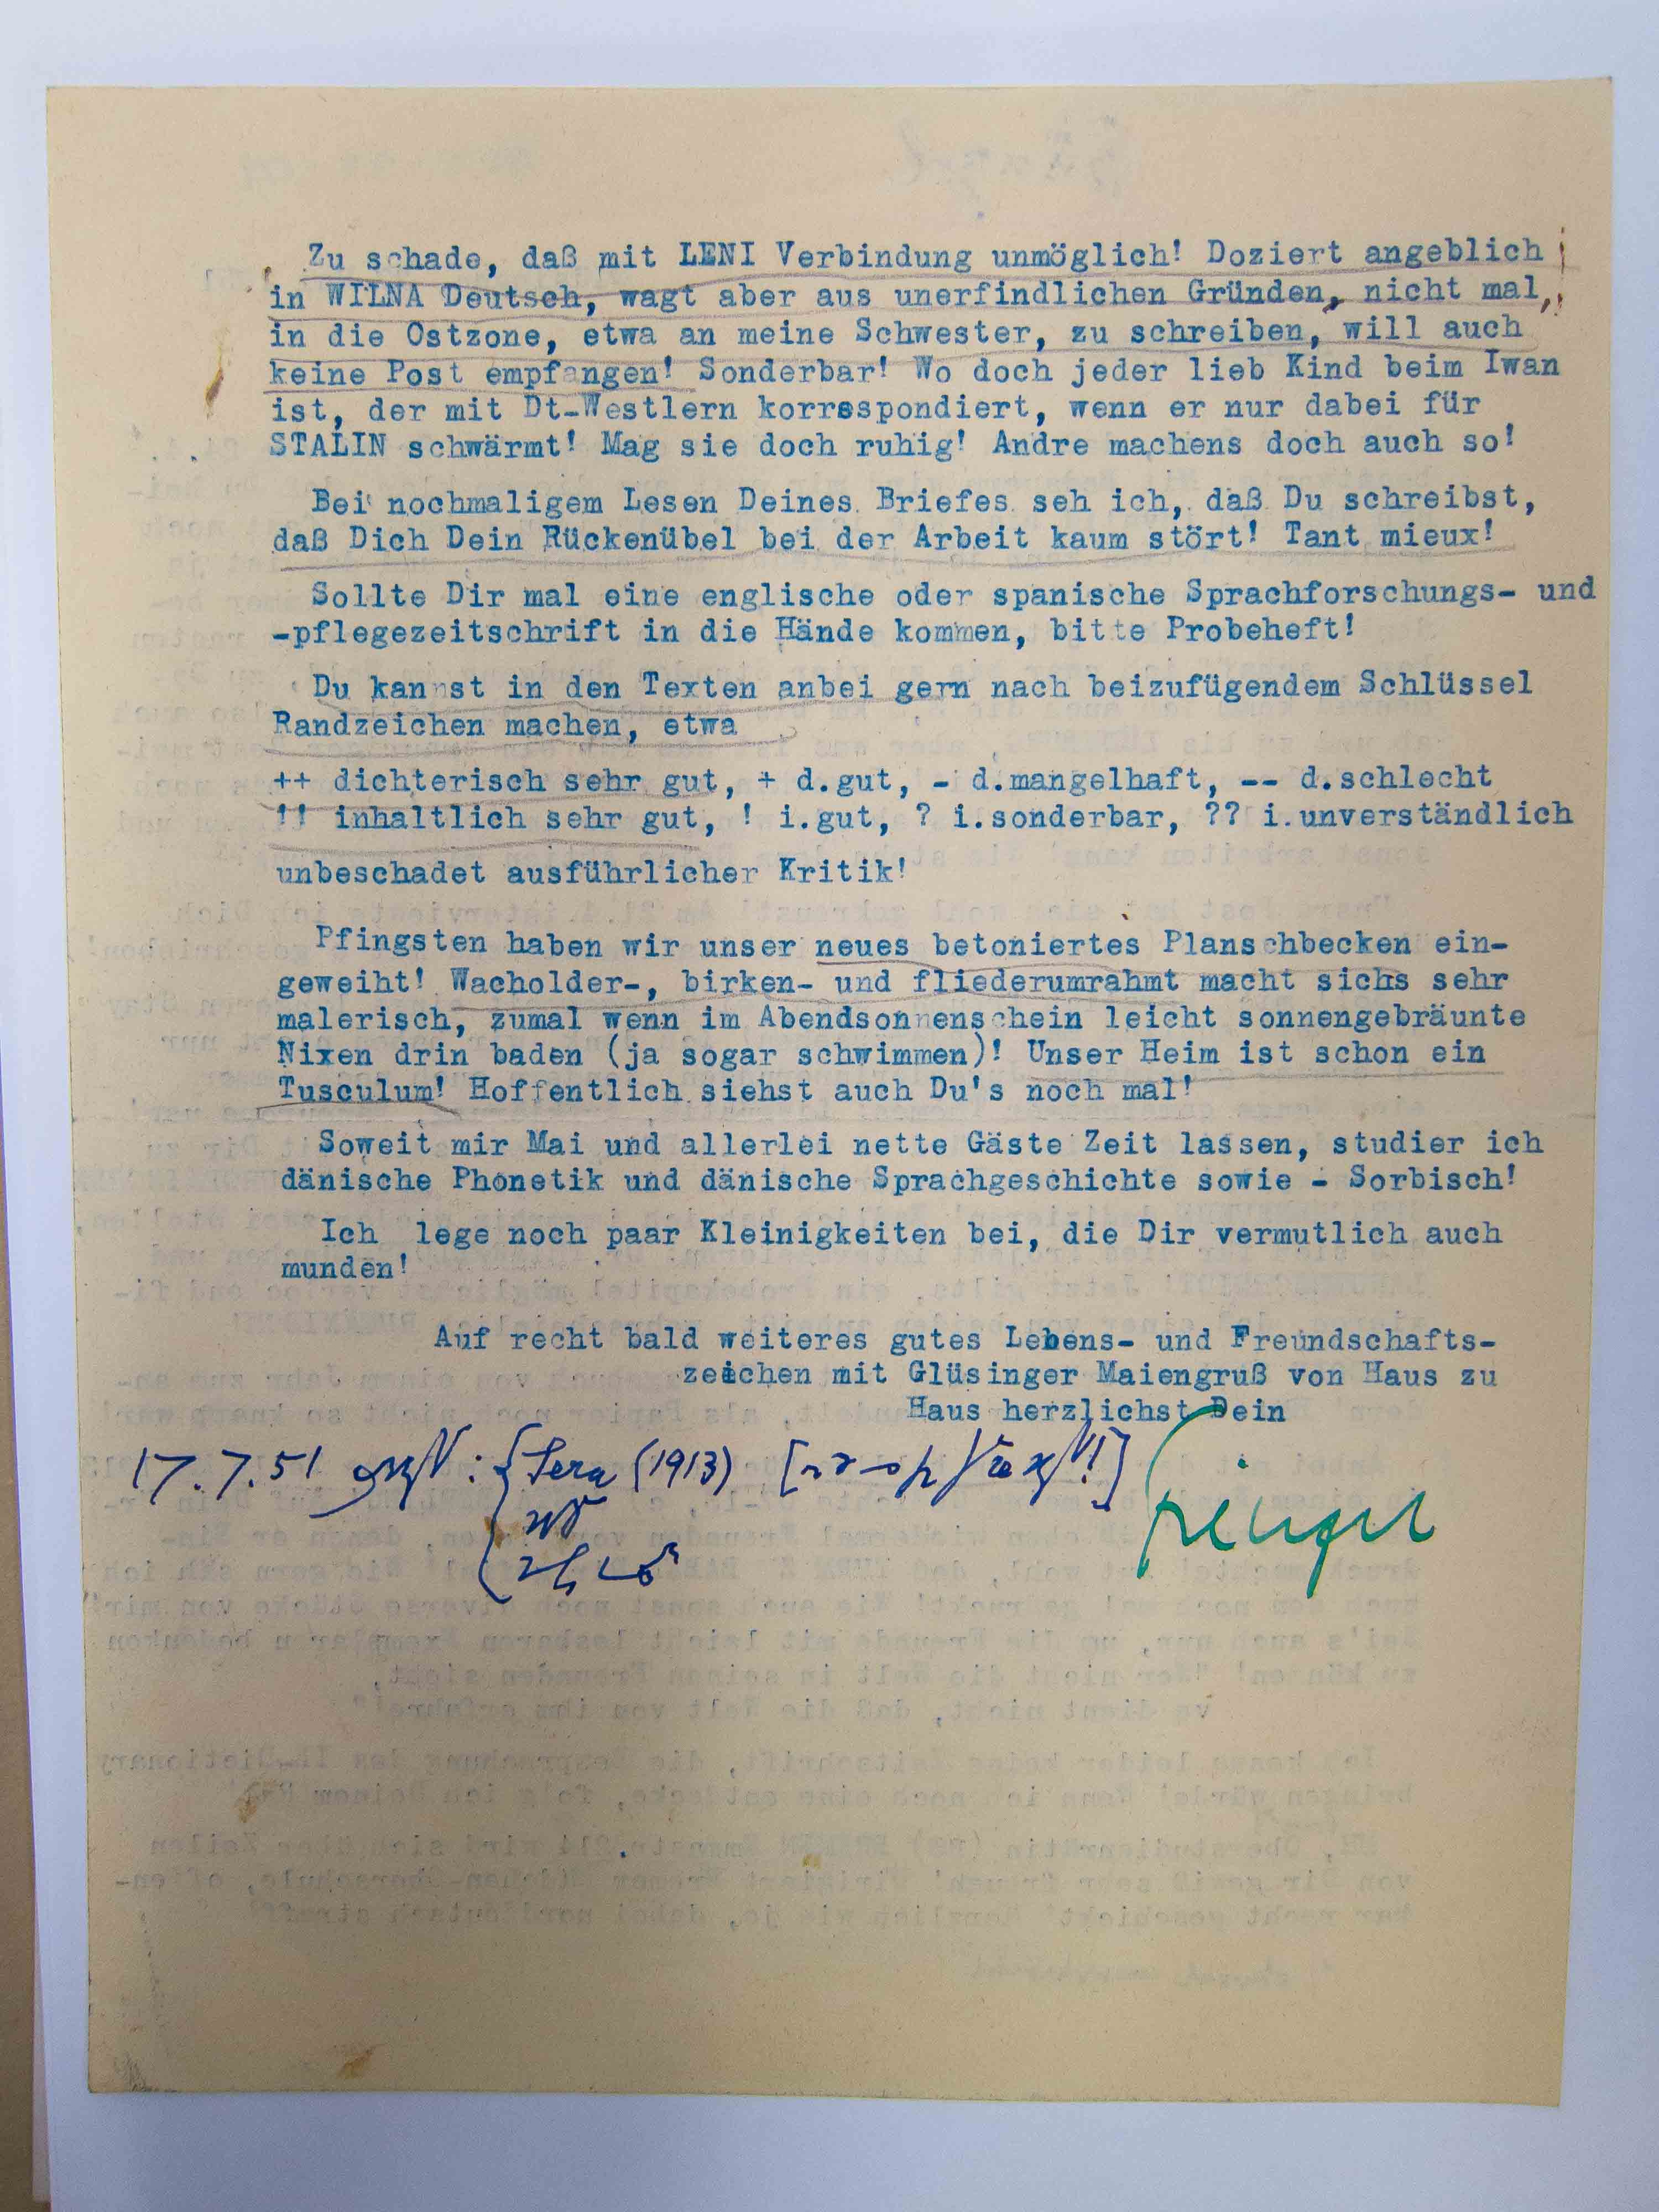 Zu schade, daß mit LENI Verbindung unmöglich! Doziert angeblich
in WILNA Deutsch, wagt aber aus unerfindlichen Gründen, nicht mal,
in die Ostzone, etwa an meine Schwester, zu schreiben, will auch
keine Post empfangen! Sonderbar! Wo doch jeder lieb Kind beim Iwan
ist, der mit Dt-Westlern korrespondiert, wenn er nur dabei für
STALIN schwärmt! Mag sie doch ruhig! Andre machens doch auch so!
Bei nochmaligem Lesen Deines Briefes seh ich, daß Du schreibst,
daß Dich Dein Rückenübel bei der Arbeit kaum stört! Tant mieux!
Sollte Dir mal eine englische oder spanische Sprachforschungs- und
-pflegezeitschrift in die Hände kommen, bitte Probeheft!
Du kannst in den Texten anbei gern nach beizufügendem Schlüssel
Randzeichen machen, etwa
++ dichterisch sehr gut, + d.gut, - d.mangelhaft, -- d.schlecht
!! inhaltlich sehr gut, ! i.gut, ? i.sonderbar, ?? i.unverständlich
unbeschadet ausführlicher Kritik!
Pfingsten haben wir unser neues betoniertes Planschbecken ein-
geweiht! Wacholder-, birken- und fliederumrahmt macht sichs sehr
malerisch, zumal wenn im Abendsonnenschein leicht sonnengebräunte
Nixen drin baden (ja sogar schwimmen)! Unser Heim ist schon ein
Tusculum! Hoffentlich siehst auch Du's noch mal!
Soweit mir Mai und allerlei nette Gäste Zeit lassen, studier ich
dänische Phonetik und dänische Sprachgeschichte sowie - Sorbisch!
Ich lege noch paar Kleinigkeiten bei, die Dir vermutlich auch
munden!
Auf recht bald weiteres gutes Lebens- und Freundschafts-
zeichen mit Glüsinger Maiengruß von Haus zu
Haus herzlichst Dein
17.7.51 : (1913)